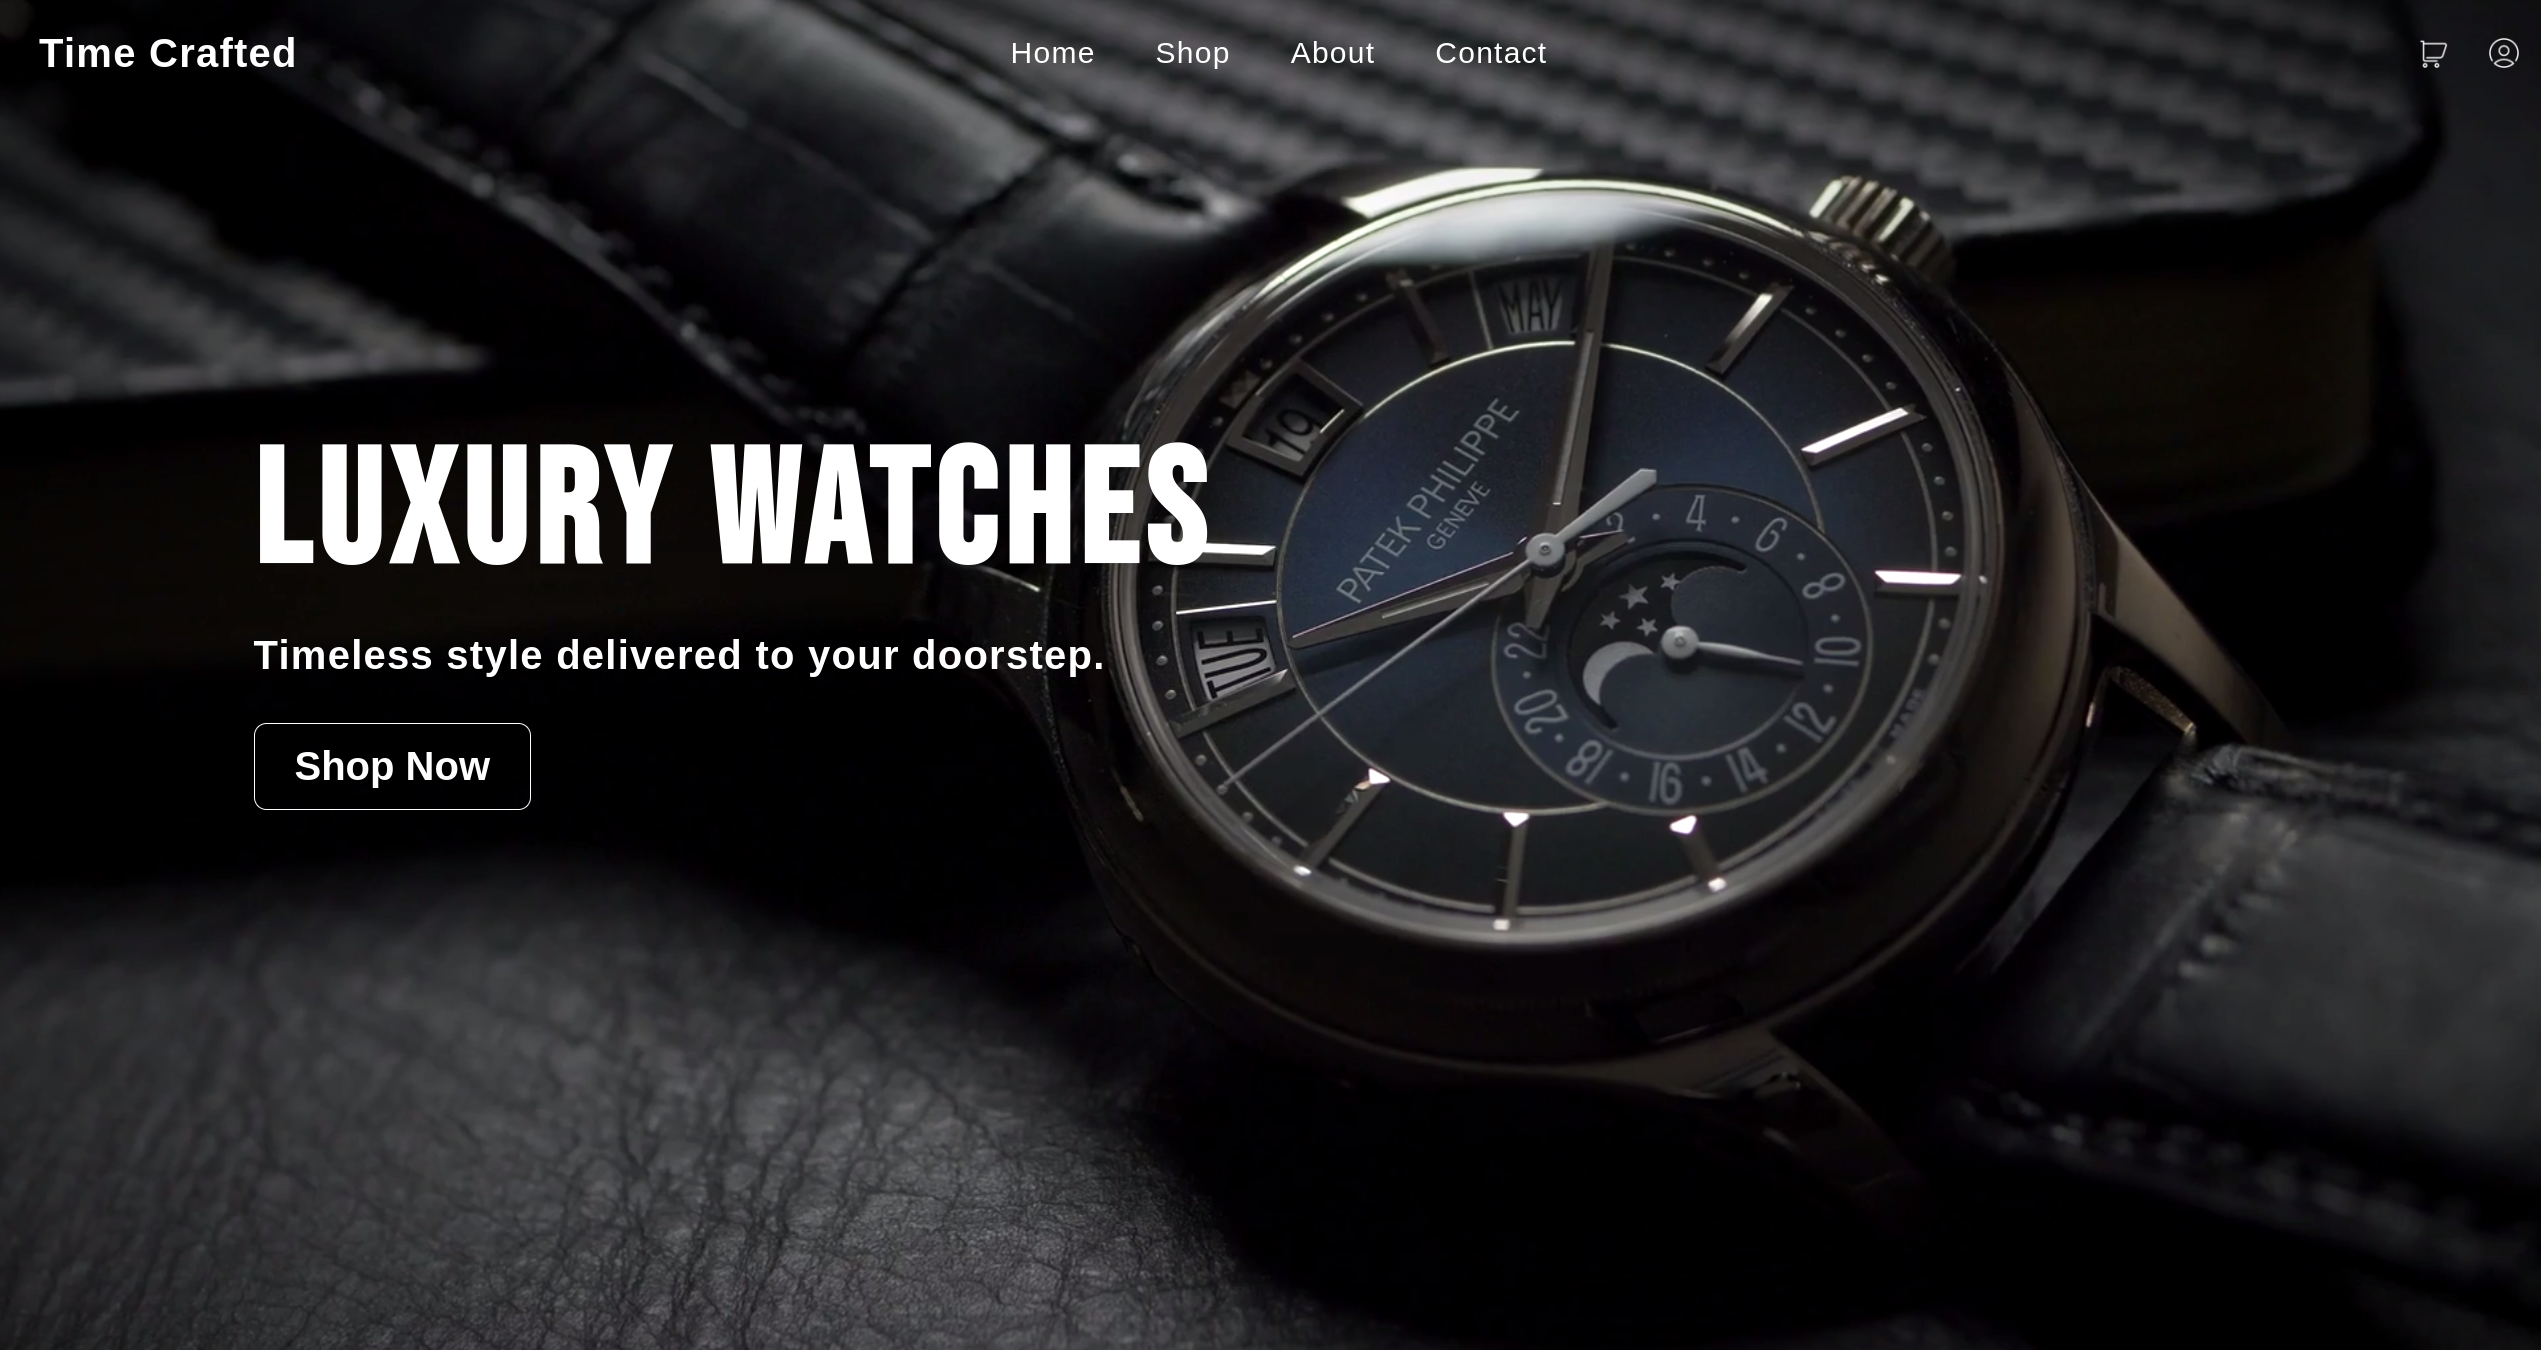 Time Crafted
Home
Shop
About
Contact
LUXURY WATCHES
Timeless style delivered to your doorstep.
Shop Now
MAY
19
TUE
PATEK PHILIPPE
GENEVE
2
4
6
8
10
12
14
16
18
20
22